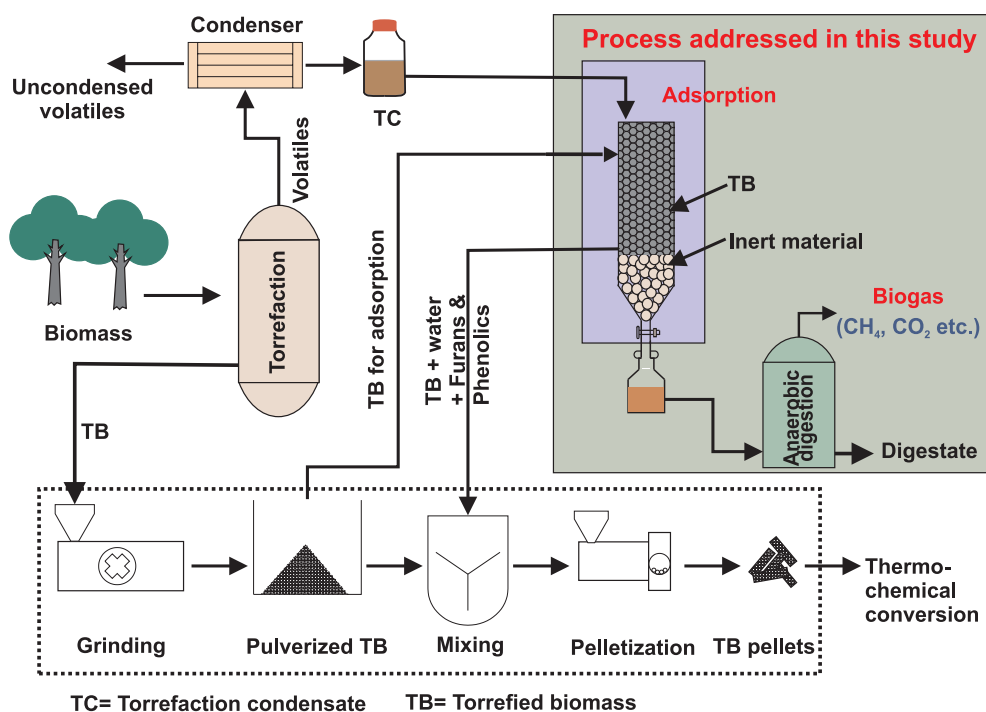 Condenser
Process addressed in this study
Uncondensed
volatiles
TC
Adsorption
Volatiles
TB
Inert material
Biomass
Torrefaction
TB for adsorption
TB + water
+ Furans &
Phenolics
Biogas
(CH₄, CO₂ etc.)
Anaerobic
digestion
Digestate
TB
Thermo-
chemical
conversion
Grinding
Pulverized TB
Mixing
Pelletization
TB pellets
TC= Torrefaction condensate
TB= Torrefied biomass